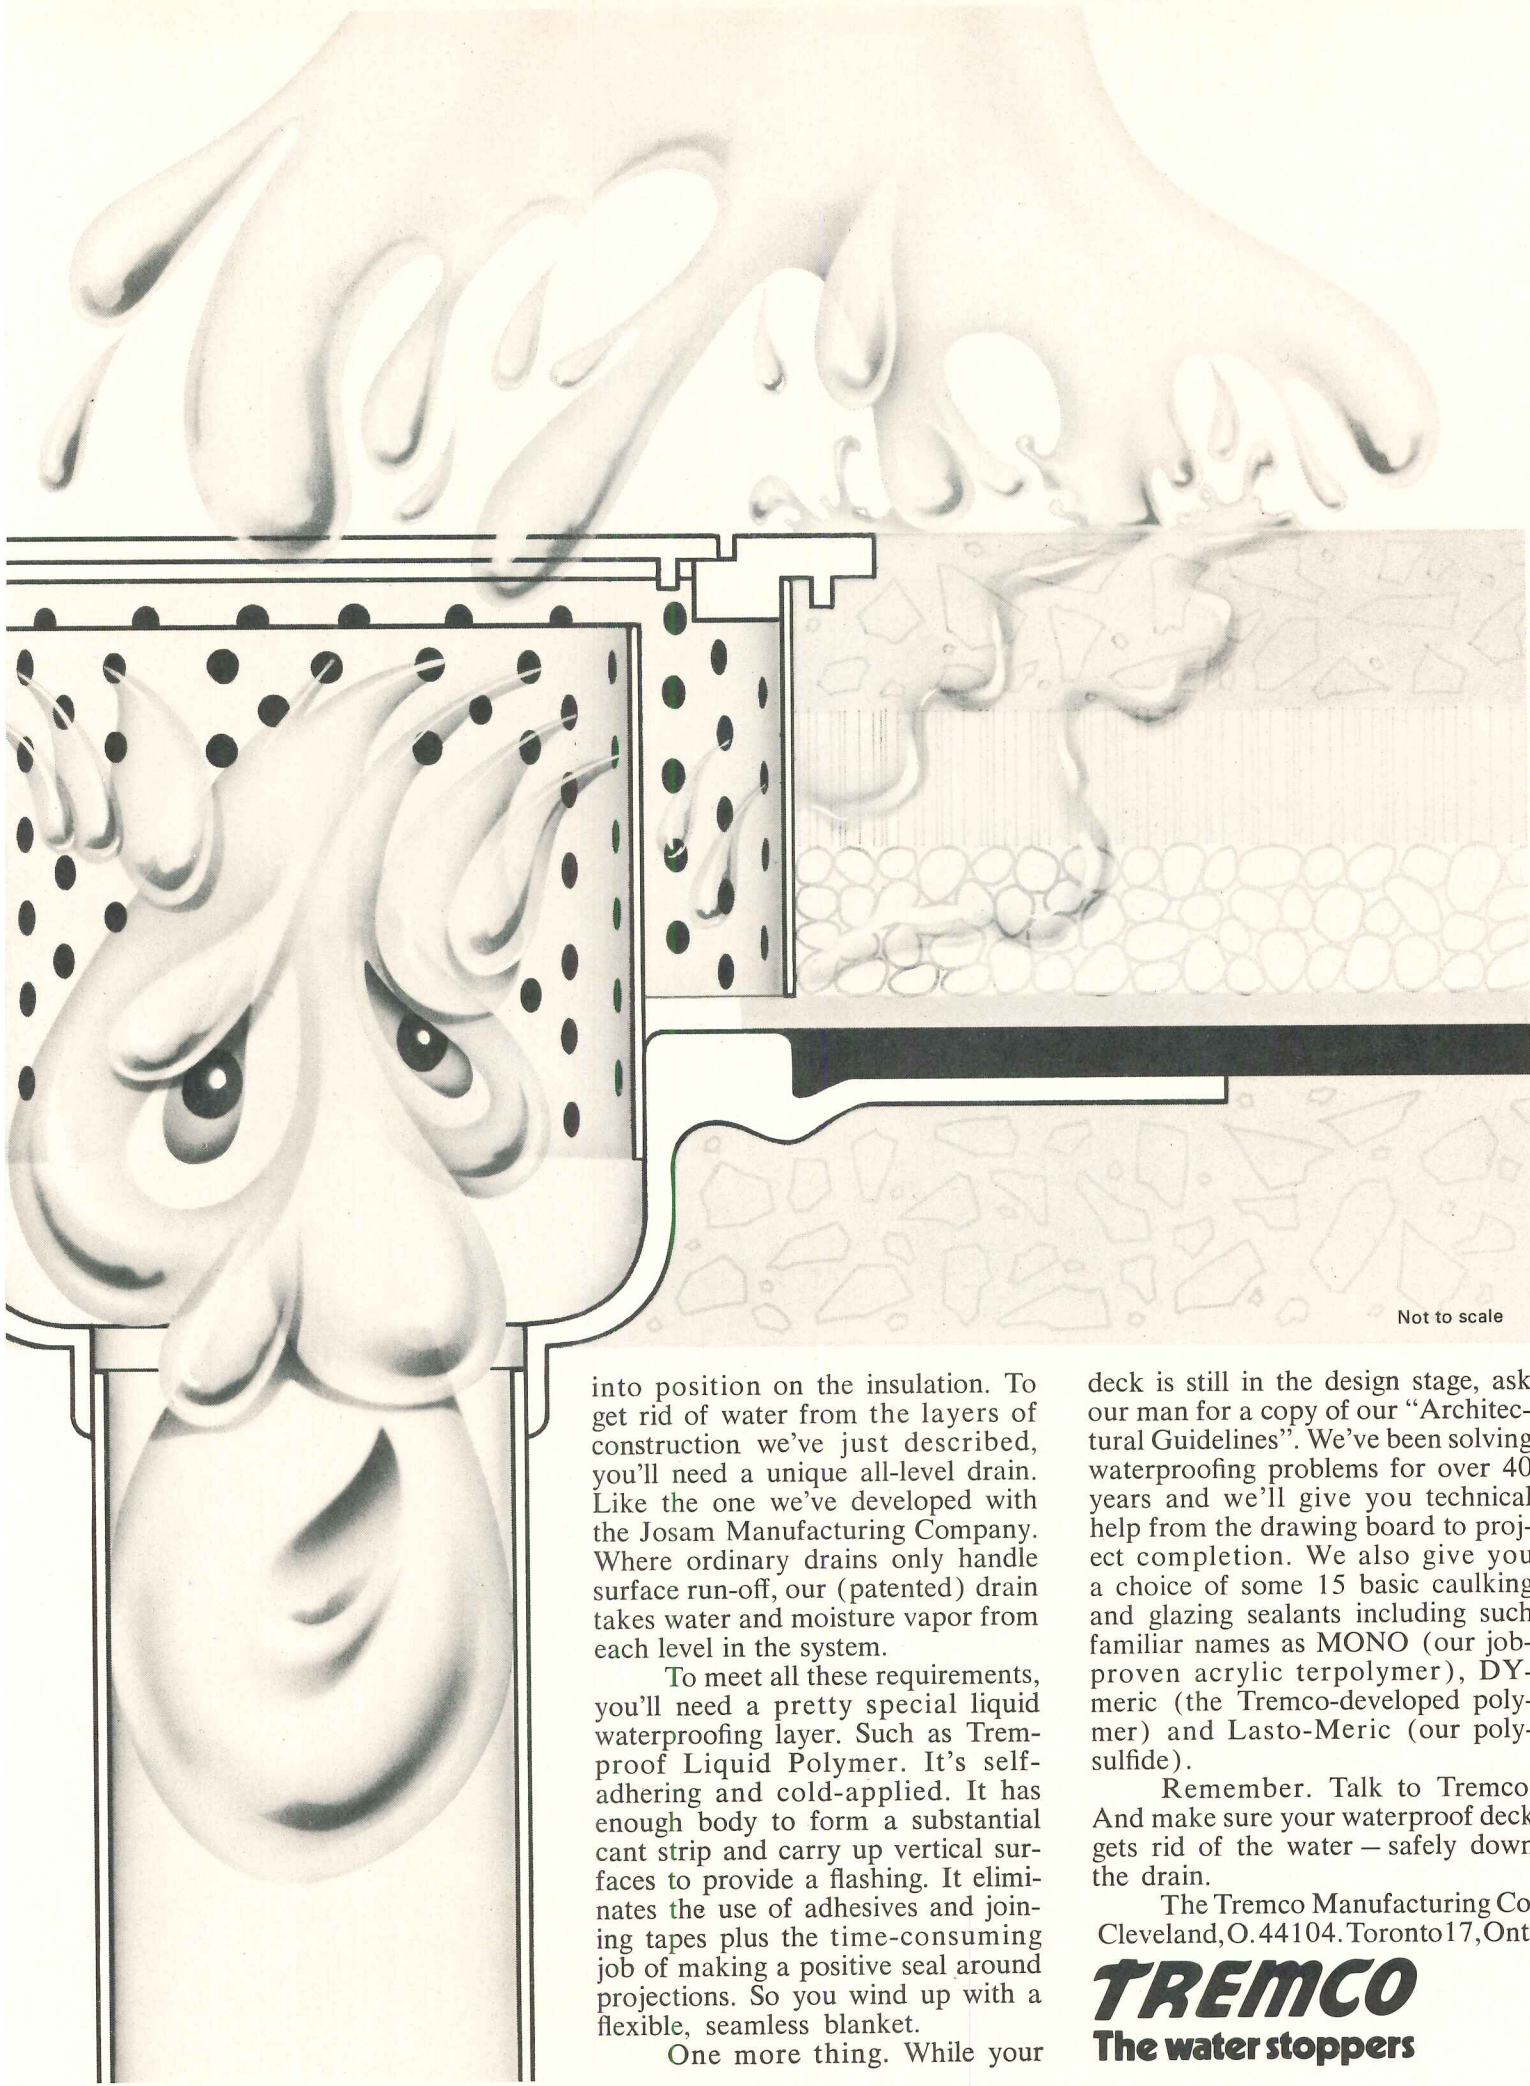 Not to scale
into position on the insulation. To
get rid of water from the layers of
construction we've just described,
you'll need a unique all-level drain.
Like the one we've developed with
the Josam Manufacturing Company.
Where ordinary drains only handle
surface run-off, our (patented) drain
takes water and moisture vapor from
each level in the system.
To meet all these requirements,
you'll need a pretty special liquid
waterproofing layer. Such as Trem-
proof Liquid Polymer. It's self-
adhering and cold-applied. It has
enough body to form a substantial
cant strip and carry up vertical sur-
faces to provide a flashing. It elimi-
nates the use of adhesives and join-
ing tapes plus the time-consuming
job of making a positive seal around
projections. So you wind up with a
flexible, seamless blanket.
One more thing. While your
deck is still in the design stage, ask
our man for a copy of our “Architec-
tural Guidelines”. We've been solving
waterproofing problems for over 40
years and we'll give you technical
help from the drawing board to proj-
ect completion. We also give you
a choice of some 15 basic caulking
and glazing sealants including such
familiar names as MONO (our job-
proven acrylic terpolymer), DY-
meric (the Tremco-developed poly-
mer) and Lasto-Meric (our poly-
sulfide).
Remember. Talk to Tremco
And make sure your waterproof deck
gets rid of the water – safely down
the drain.
The Tremco Manufacturing Co
Cleveland, O. 44104. Toronto 17, Ont
TREMCO
The water stoppers